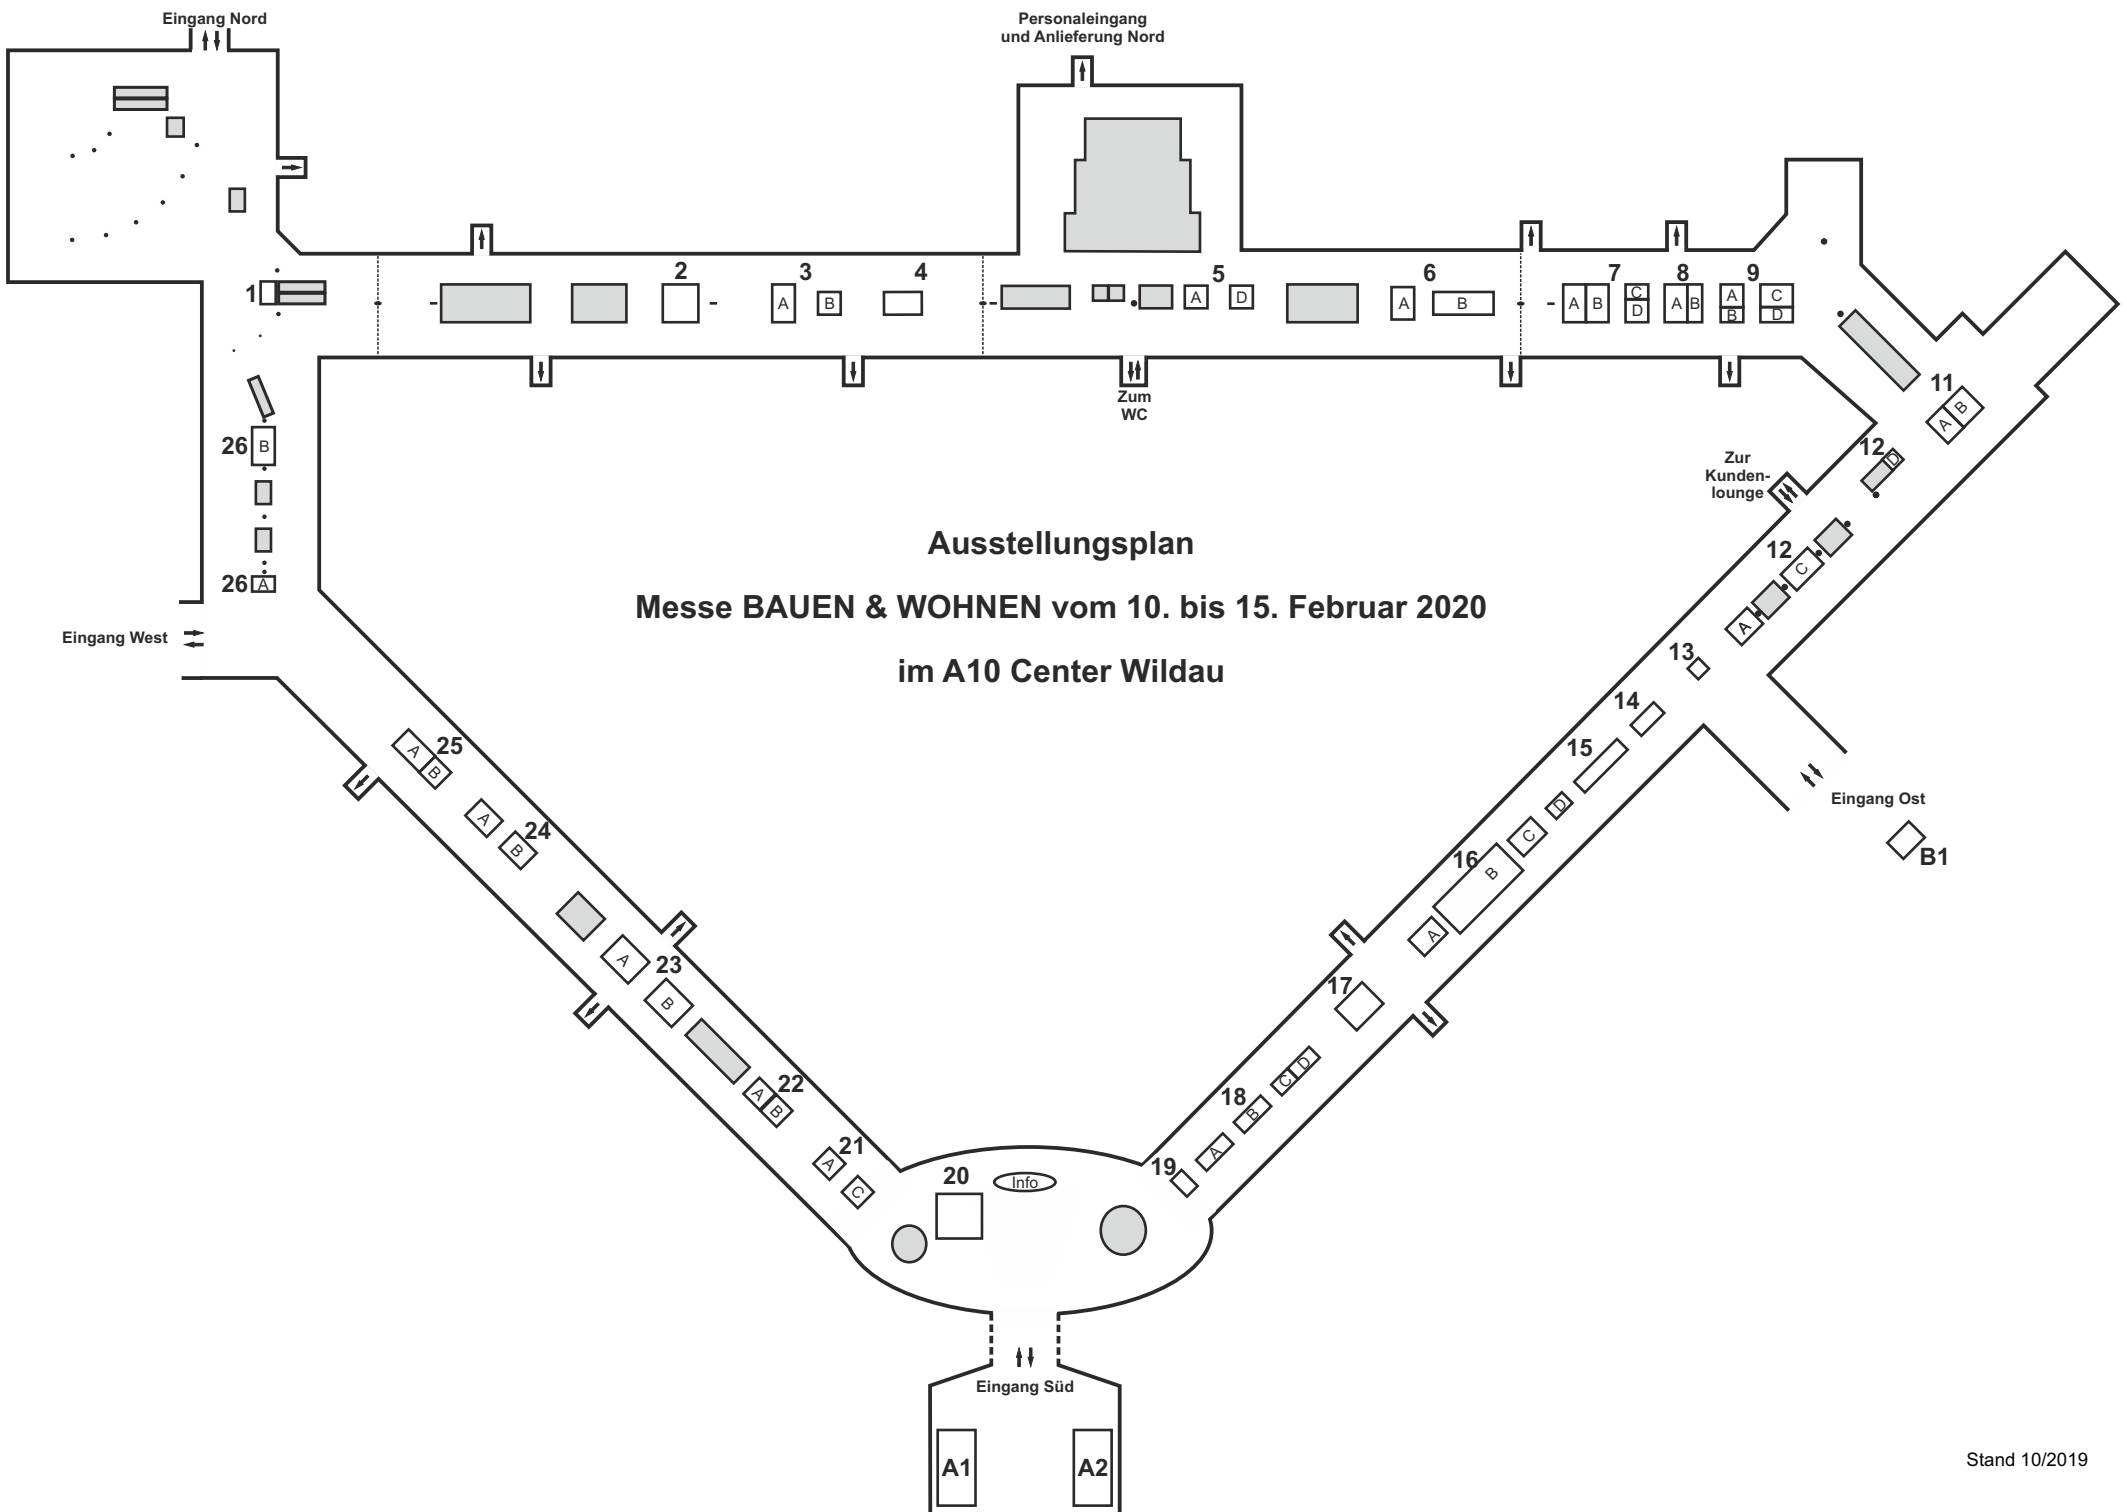 Eingang Nord
Personaleingang
und Anlieferung Nord
1
2
3
A
B
4
5
A
D
6
A
B
7
A
B
C
D
8
A
B
9
A
B
C
D
Zum
WC
11
A
B
12
D
Zur
Kunden-
lounge
12
C
A
26
B
26
A
Ausstellungsplan
Messe BAUEN & WOHNEN vom 10. bis 15. Februar 2020
im A10 Center Wildau
Eingang West
13
14
15
Eingang Ost
B1
25
A
B
24
A
B
16
D
C
B
A
23
A
B
17
22
A
B
18
D
C
B
A
21
A
C
19
20
Info
Eingang Süd
A1
A2
Stand 10/2019